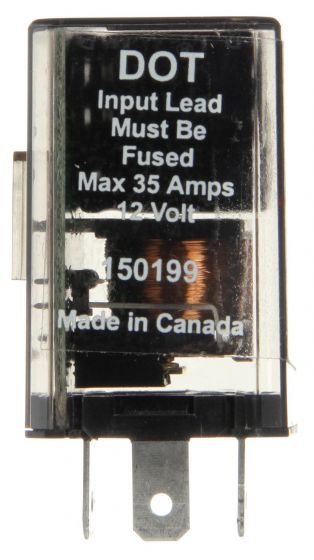 DOT
Input Lead
Must Be
Fused
Max 35 Amps
12 Volt
150199
Made in Canada